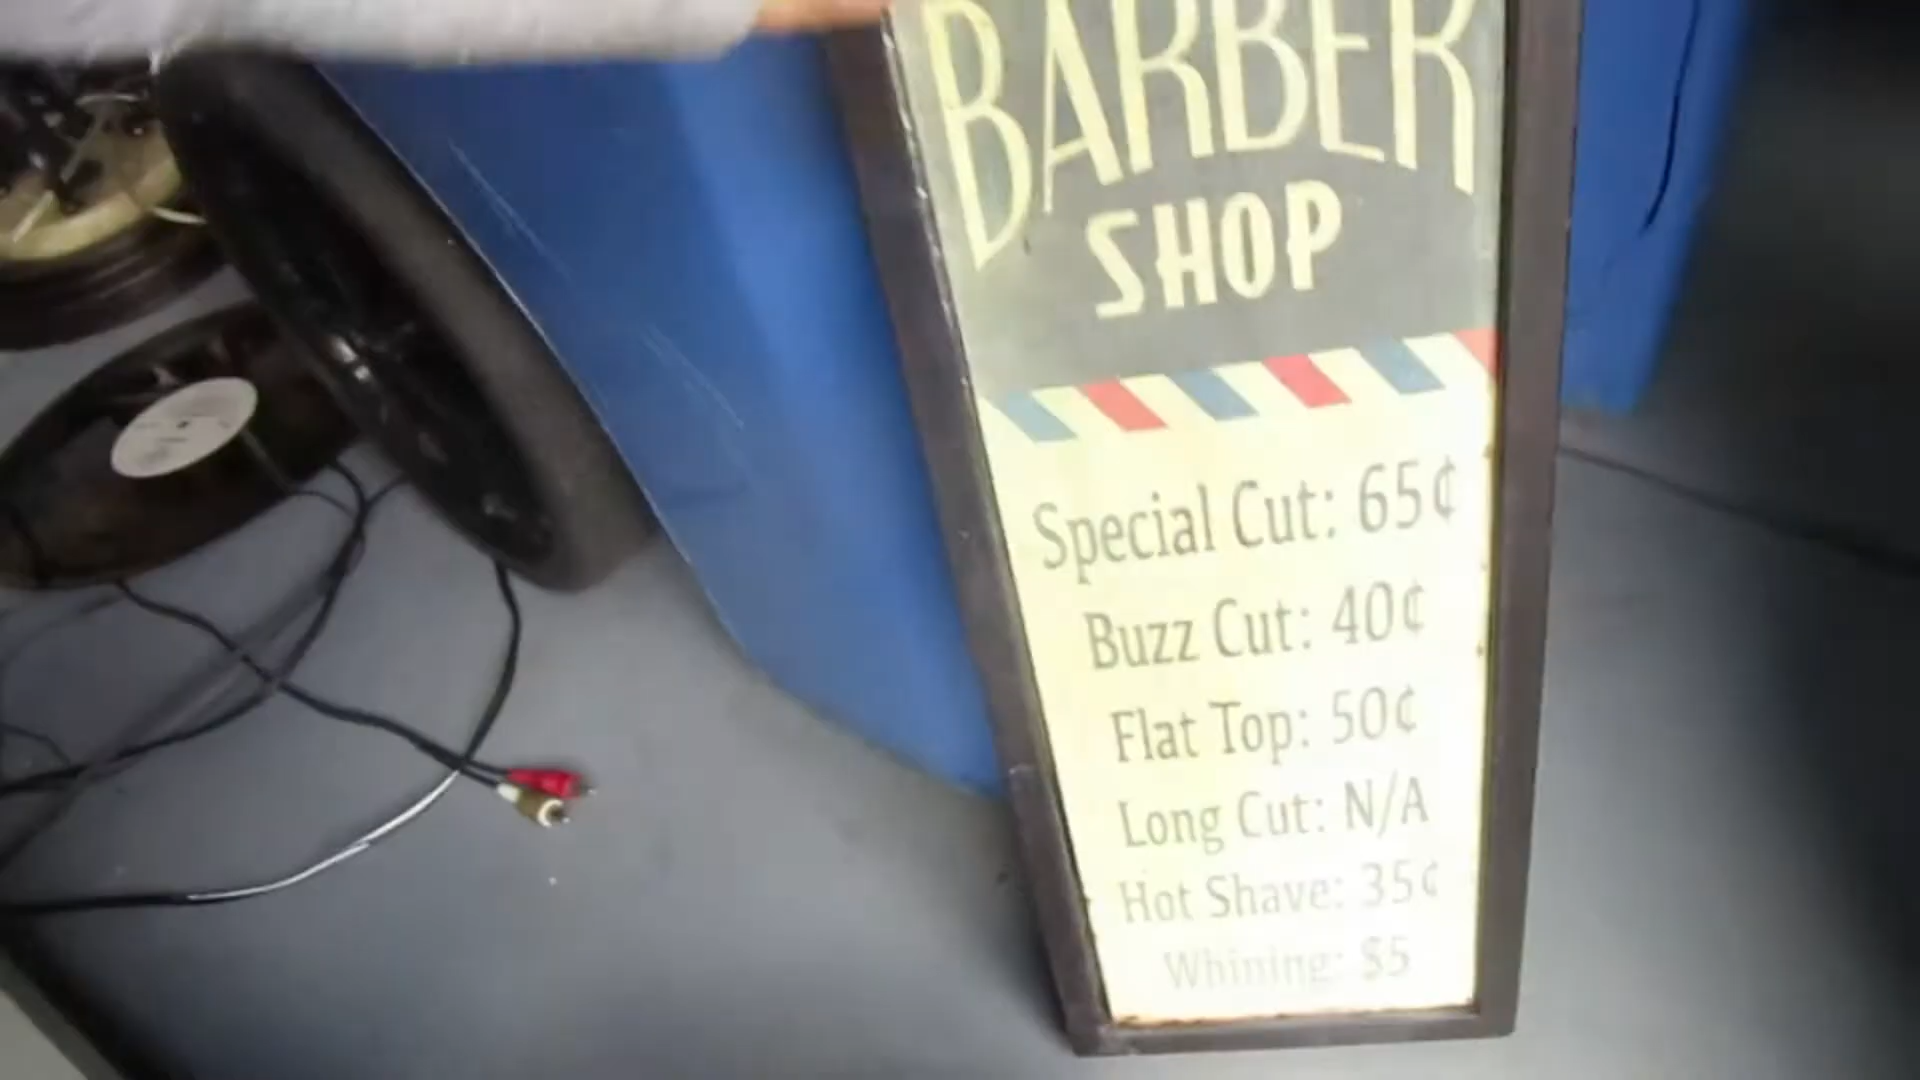 BARBER
SHOP
Special Cut: 65¢
Buzz Cut: 40¢
Flat Top: 50¢
Long Cut: N/A
Hot Shave: 35¢
Whining: $5